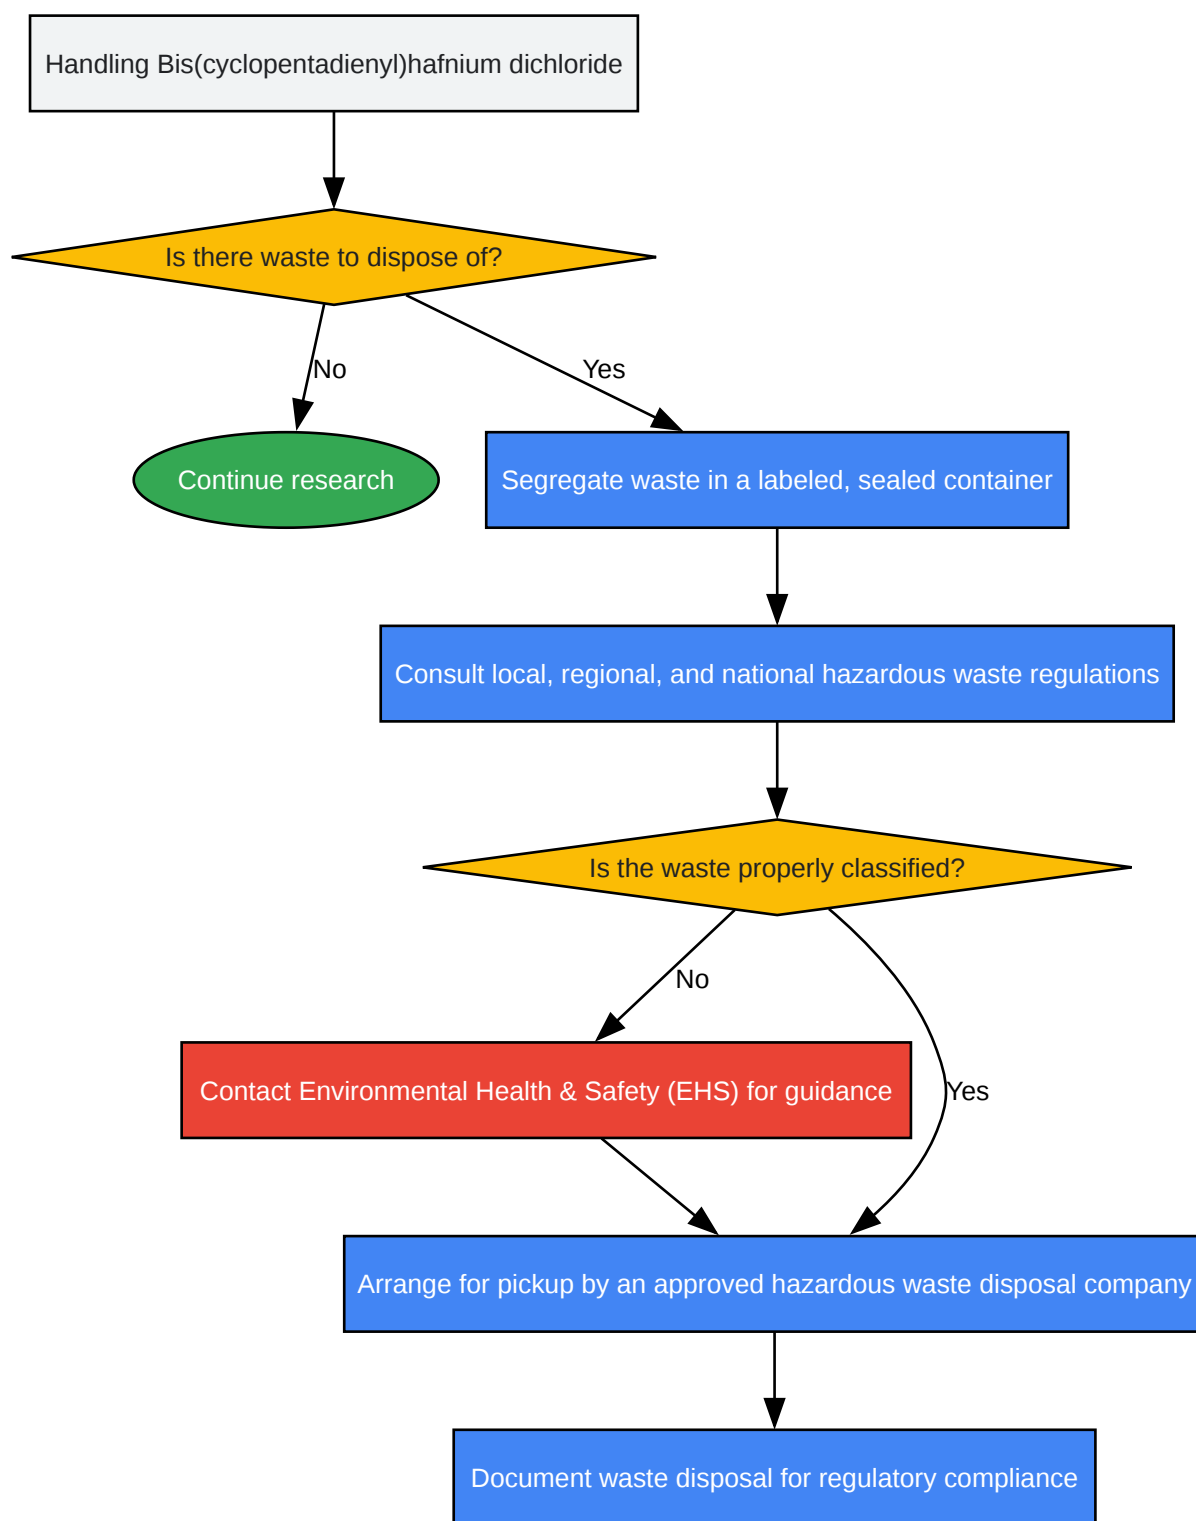 Handling Bis(cyclopentadienyl)hafnium dichloride
Is there waste to dispose of?
No
Yes
Continue research
Segregate waste in a labeled, sealed container
Consult local, regional, and national hazardous waste regulations
Is the waste properly classified?
No
Contact Environmental Health & Safety (EHS) for guidance
Yes
Arrange for pickup by an approved hazardous waste disposal company
Document waste disposal for regulatory compliance